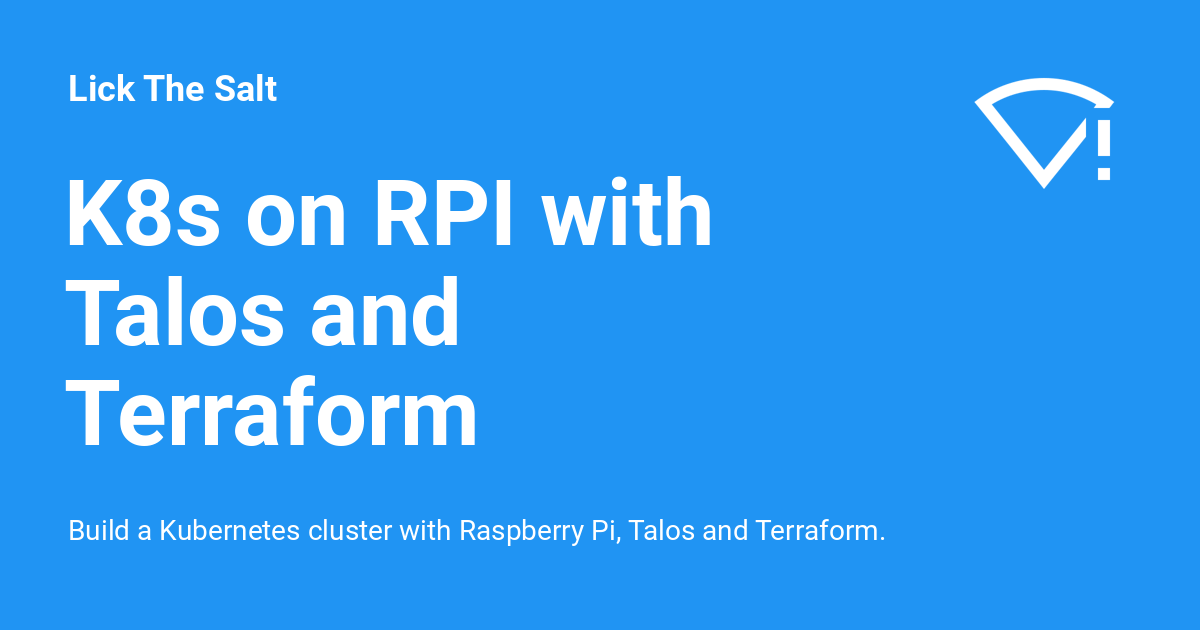 Lick The Salt
K8s on RPI with
Talos and
Terraform
Build a Kubernetes cluster with Raspberry Pi, Talos and Terraform.